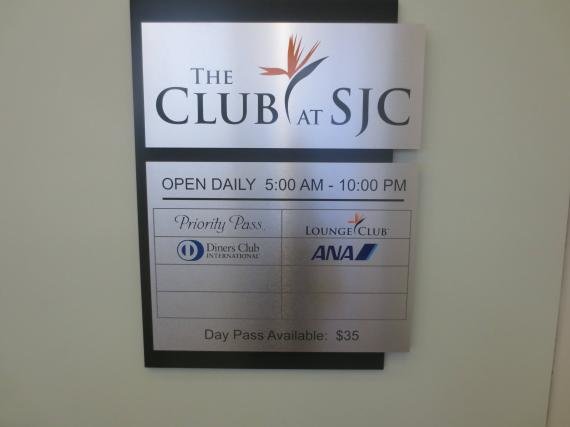 THE
CLUB AT SJC
OPEN DAILY 5:00 AM - 10:00 PM
Priority Pass
LOUNGE CLUB
Diners Club
INTERNATIONAL
ANA
Day Pass Available: $35